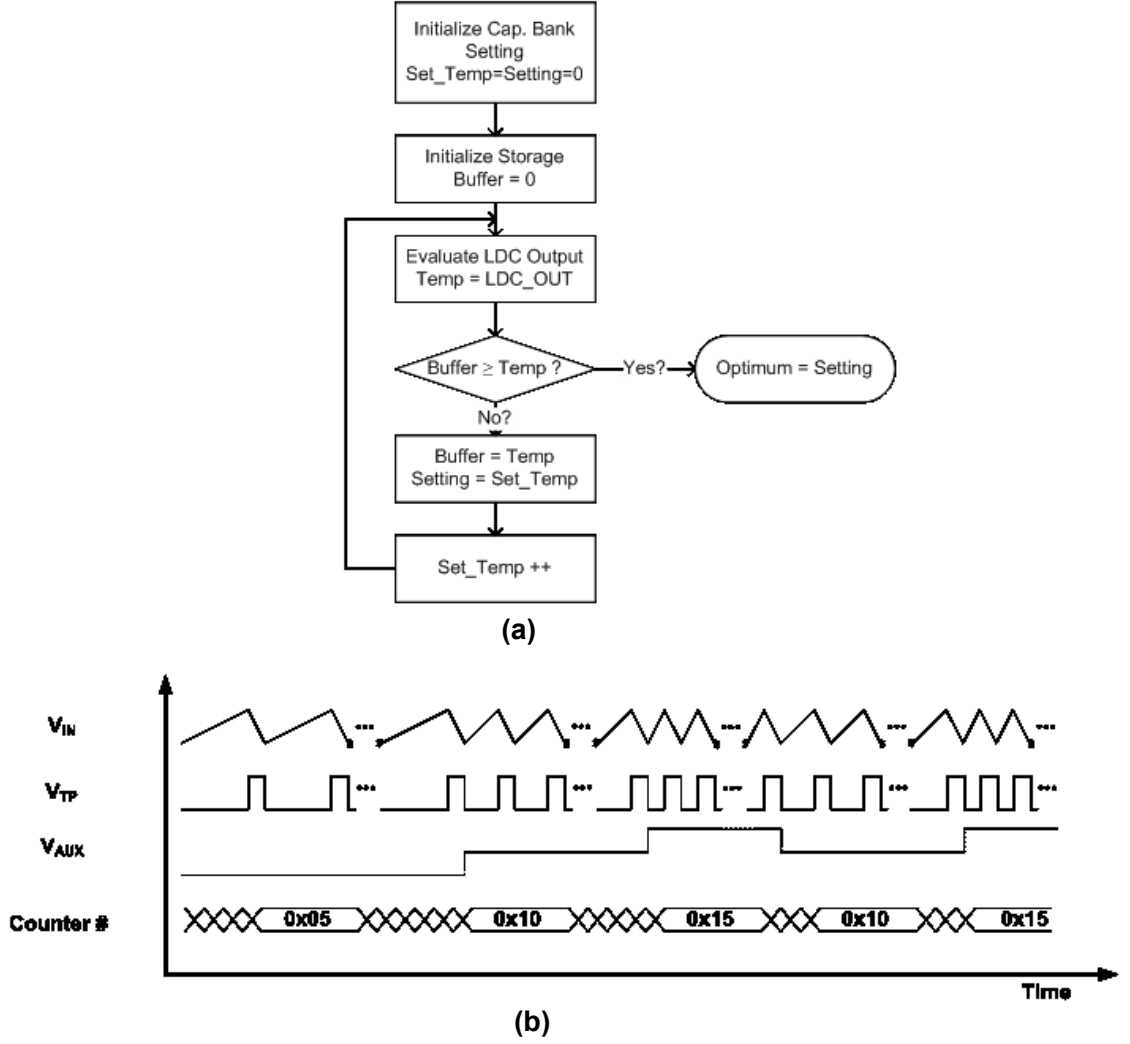 Initialize Cap. Bank
Setting
Set_Temp=Setting=0
Initialize Storage
Buffer = 0
Evaluate LDC Output
Temp = LDC_OUT
Buffer ≥ Temp ?
Yes?
Optimum = Setting
No?
Buffer = Temp
Setting = Set_Temp
Set_Temp ++
(a)
VIN
VTP
VAUX
Counter #
0x05
0x10
0x15
0x10
0x15
Time
(b)